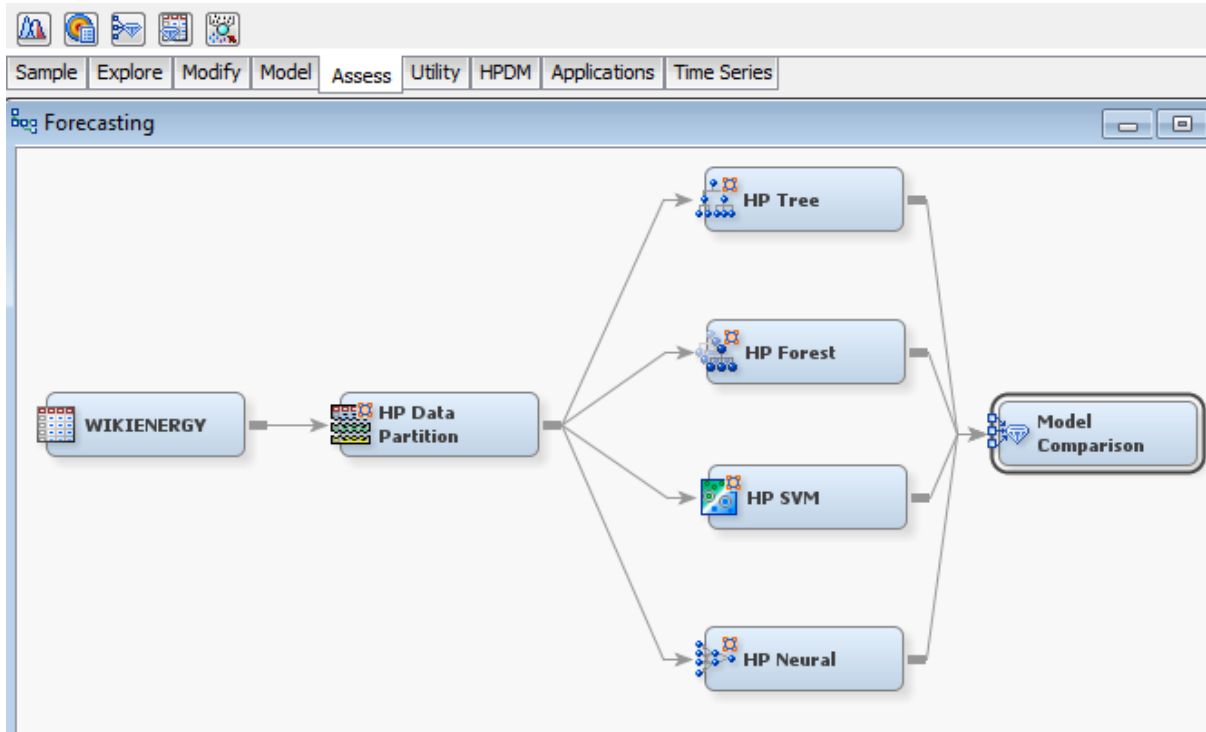 Sample Explore Modify Model Assess Utility HPDM Applications Time Series
Forecasting
HP Tree
HP Forest
WIKIENERGY
HP Data
Partition
Model
Comparison
HP SVM
HP Neural